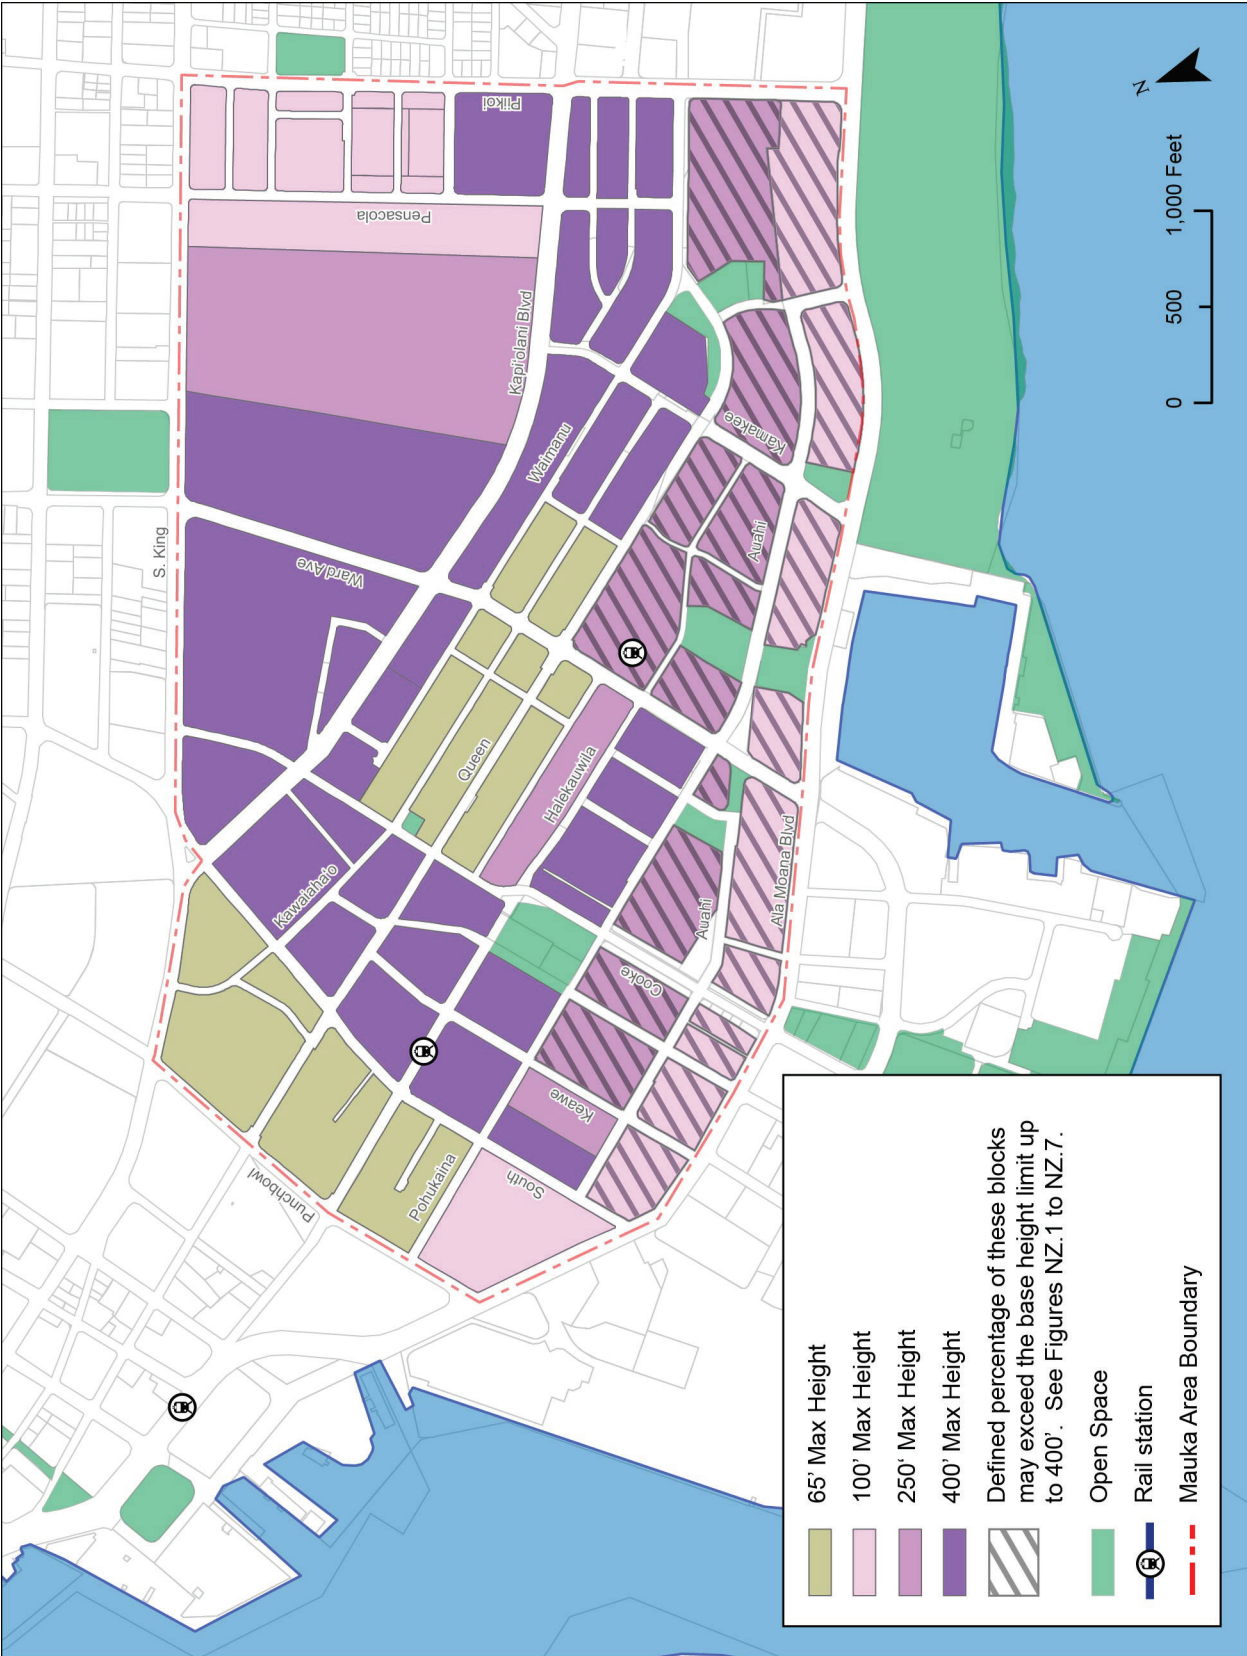 Piikoi
Pensacola
Kapi'olani Blvd
Waimanu
S. King
Ward Ave
Kamakee
Auahi
Queen
Halekauwila
Kawaiaha'o
Auahi
Ala Moana Blvd
Cooke
Keawe
South
Pohukaina
Punchbowl
N
0 500 1,000 Feet
65' Max Height
100' Max Height
250' Max Height
400' Max Height
Defined percentage of these blocks
may exceed the base height limit up
to 400'. See Figures NZ.1 to NZ.7.
Open Space
Rail station
Mauka Area Boundary